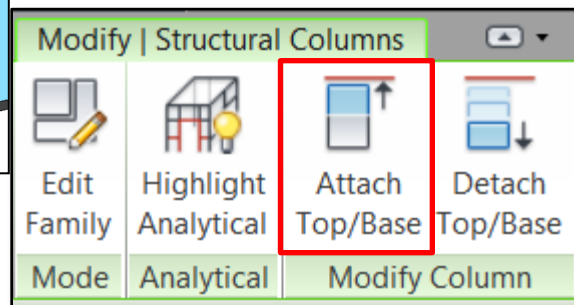 Modify | Structural Columns
Edit Family
Highlight Analytical
Attach Top/Base
Detach Top/Base
Mode
Analytical
Modify Column